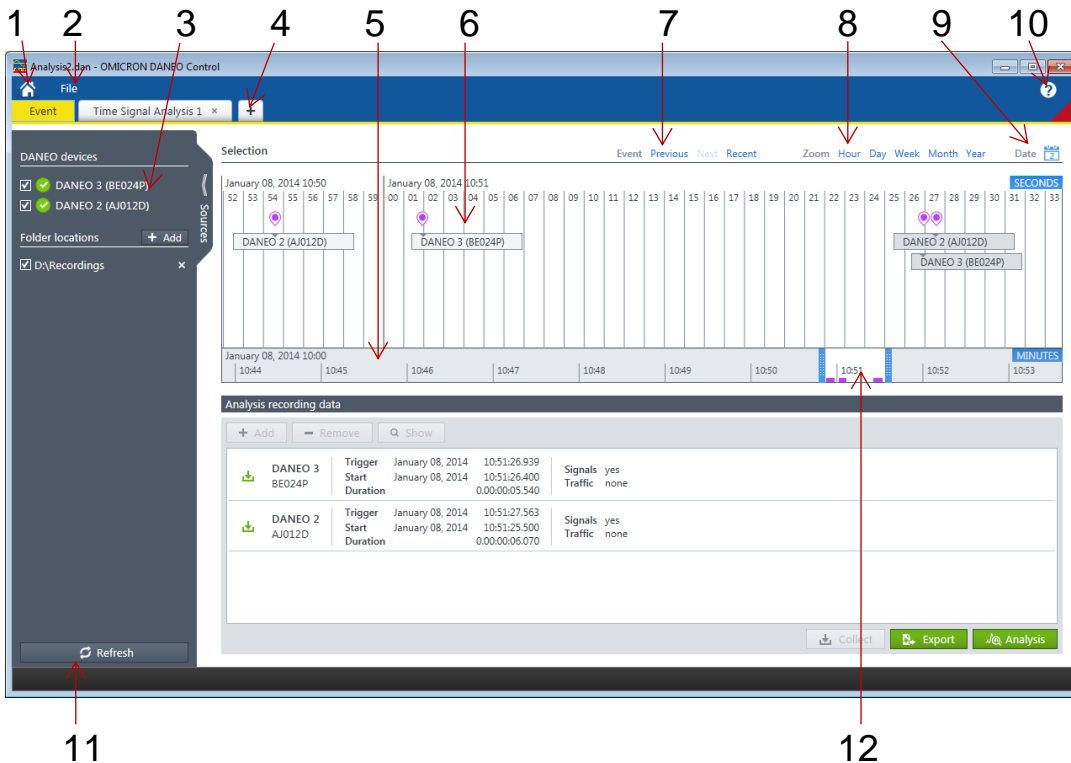 1 2 3 4 5 6 7 8 9 10
Analysis2.dan - OMICRON DANEO Control
File
?
Event Time Signal Analysis 1 × +
DANEO devices
DANEO 3 (BE024P)
DANEO 2 (AJ012D)
Folder locations + Add
D:\Recordings ×
Sources
Refresh
Selection Event Previous Next Recent Zoom Hour Day Week Month Year Date 2
January 08, 2014 10:50 January 08, 2014 10:51 SECONDS
52 53 54 55 56 57 58 59 00 01 02 03 04 05 06 07 08 09 10 11 12 13 14 15 16 17 18 19 20 21 22 23 24 25 26 27 28 29 30 31 32 33
DANEO 2 (AJ012D) DANEO 3 (BE024P) DANEO 2 (AJ012D)
DANEO 3 (BE024P)
January 08, 2014 10:00 MINUTES
10:44 10:45 10:46 10:47 10:48 10:49 10:50 10:51 10:52 10:53
Analysis recording data
+ Add − Remove Show
DANEO 3
BE024P
Trigger January 08, 2014 10:51:26.939
Start January 08, 2014 10:51:26.400
Duration 0.00:00:05.540
Signals yes
Traffic none
DANEO 2
AJ012D
Trigger January 08, 2014 10:51:27.563
Start January 08, 2014 10:51:25.500
Duration 0.00:00:06.070
Signals yes
Traffic none
Collect Export Analysis
11 12